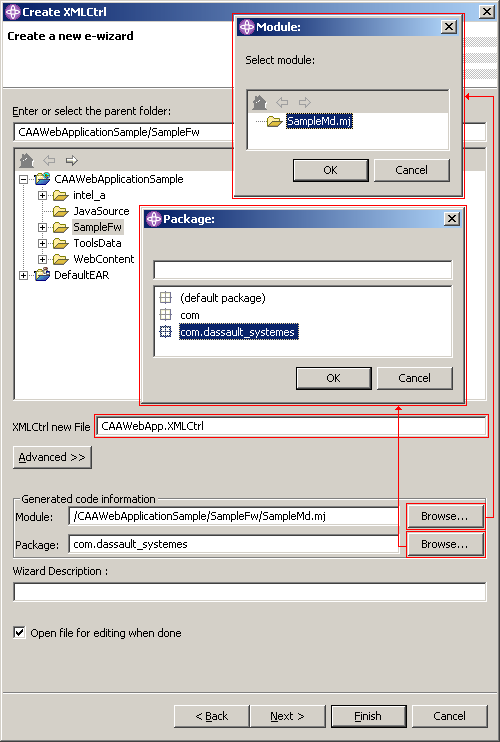 Create XMLCtrl
Create a new e-wizard
Module:
Select module:
SampleMd.mj
OK
Cancel
Enter or select the parent folder:
CAAWebApplicationSample/SampleFw
CAAWebApplicationSample
intel_a
JavaSource
SampleFw
ToolsData
WebContent
DefaultEAR
Package:
(default package)
com
com.dassault_systemes
OK
Cancel
XMLCtrl new File
CAAWebApp.XMLCtrl
Advanced >>
Generated code information
Module:
/CAAWebApplicationSample/SampleFw/SampleMd.mj
Browse...
Package:
com.dassault_systemes
Browse...
Wizard Description :
Open file for editing when done
< Back
Next >
Finish
Cancel